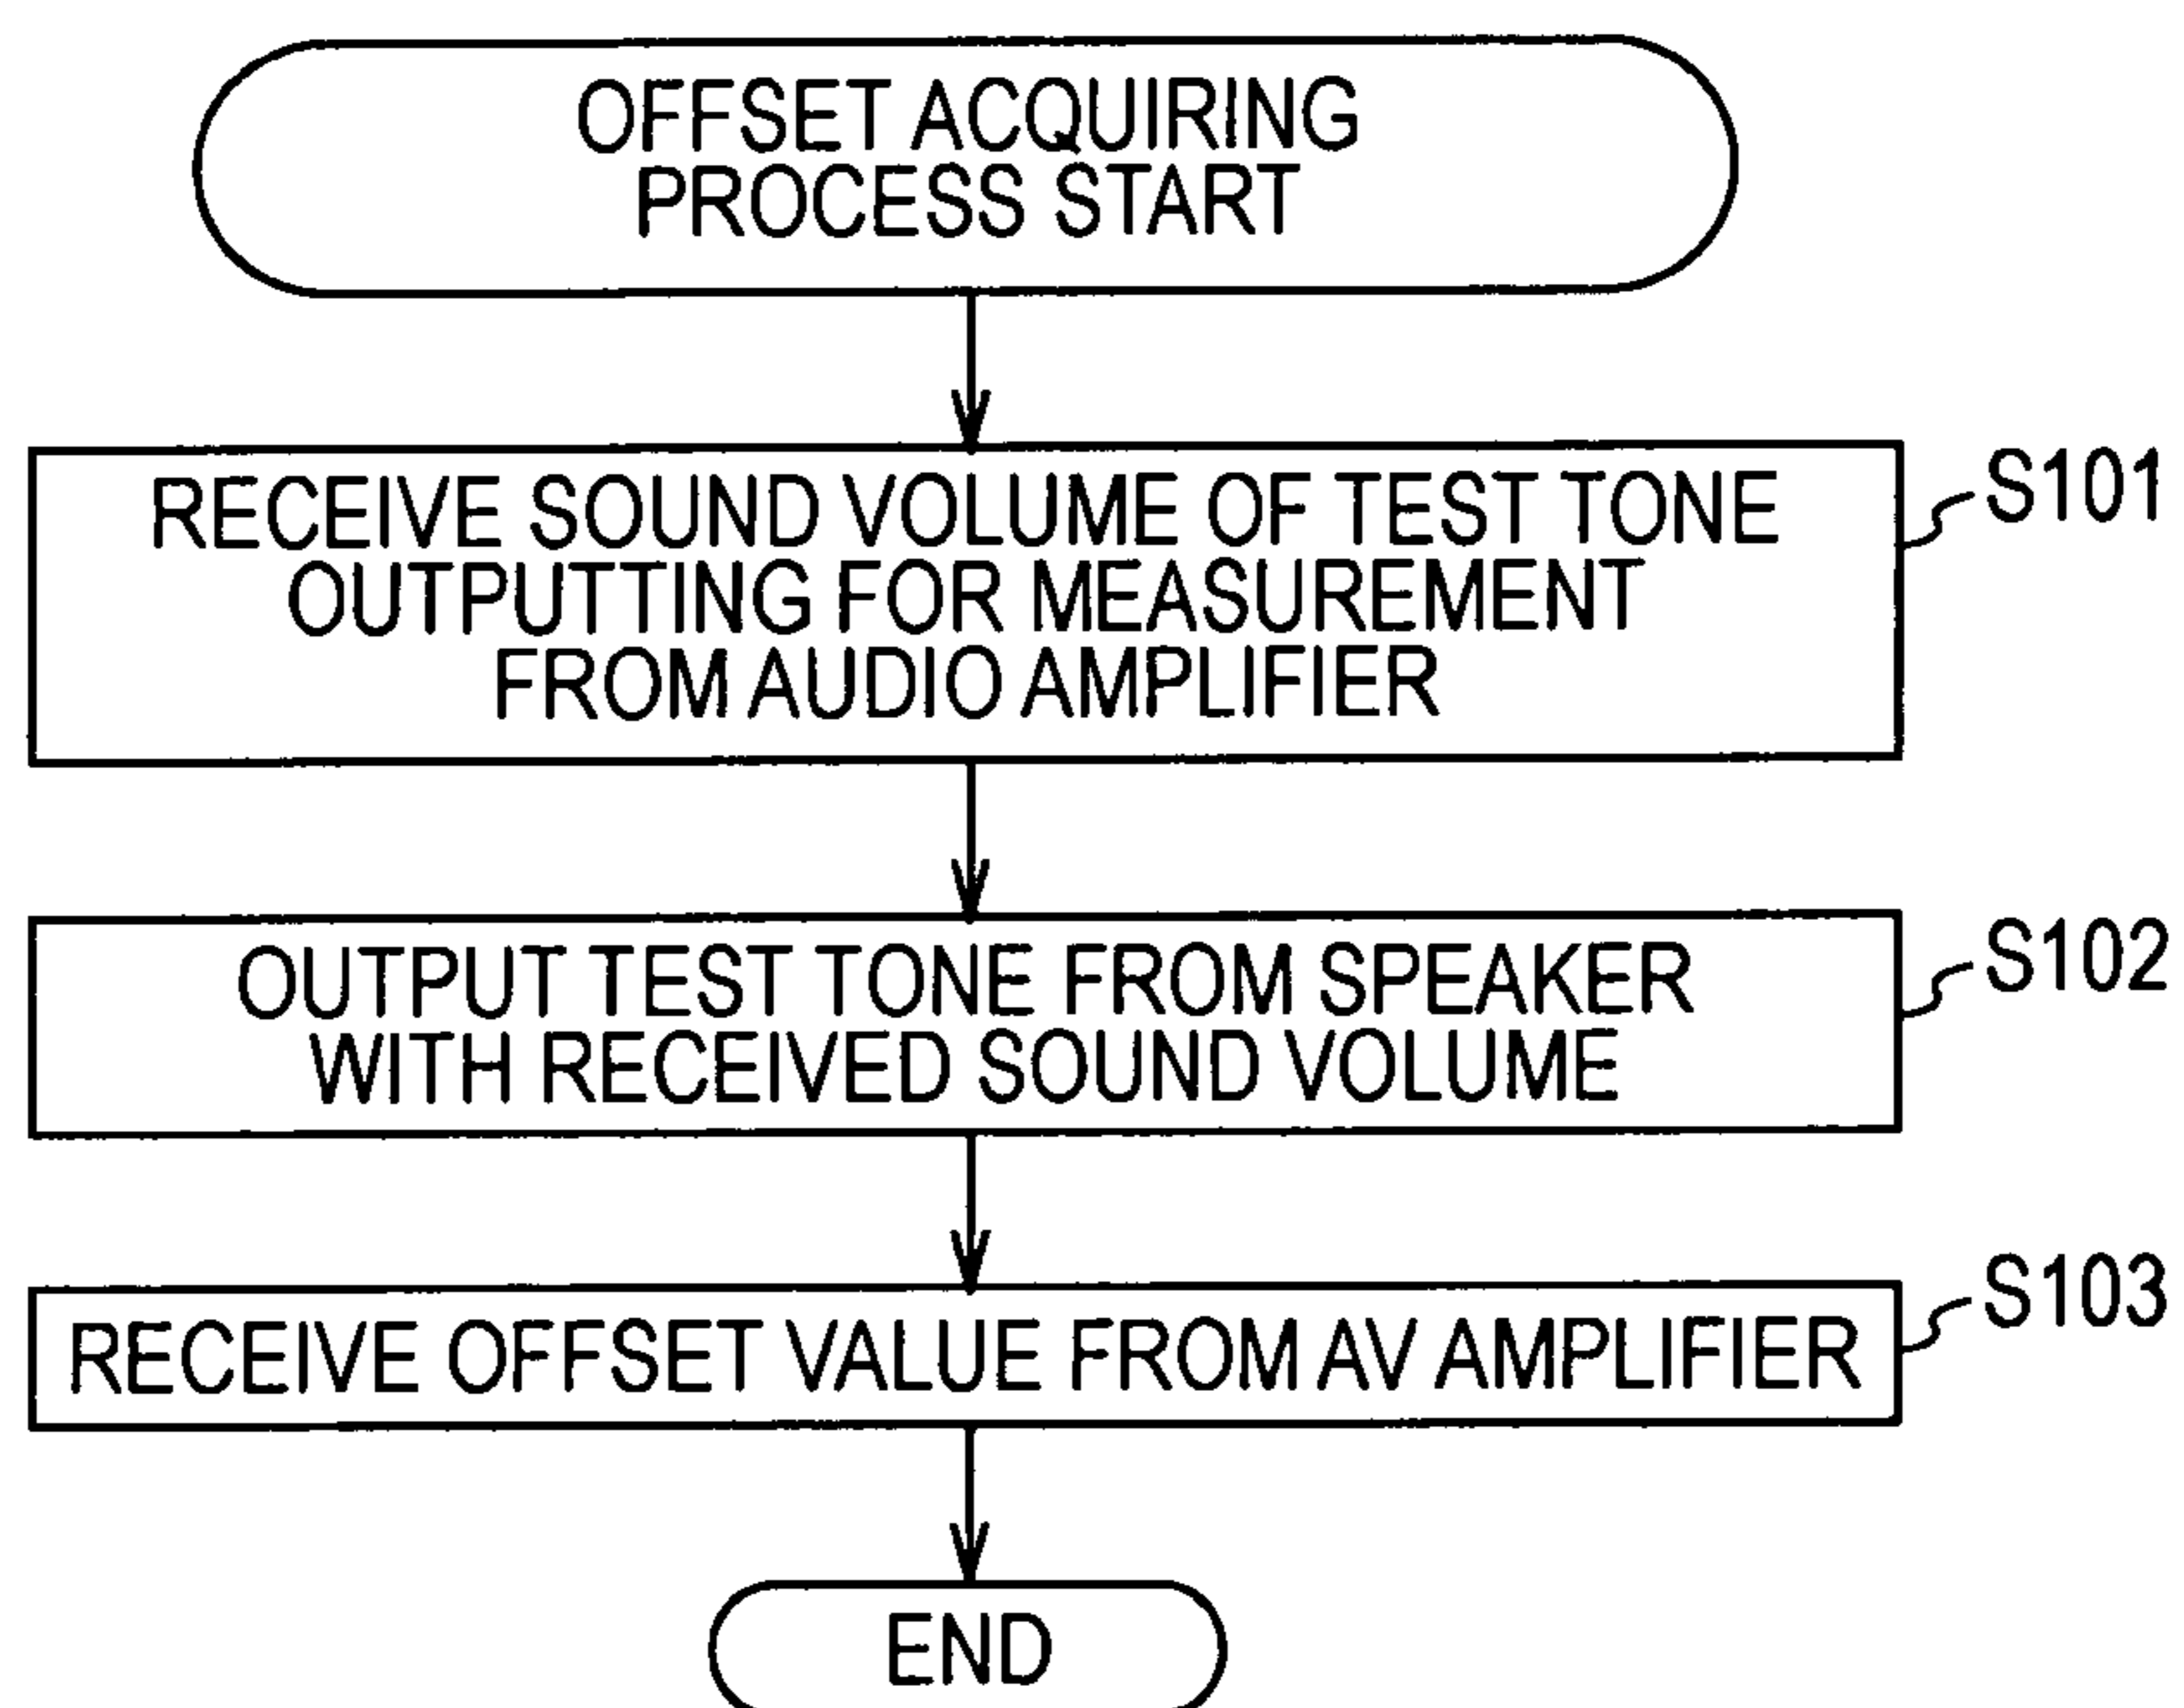 OFFSET ACQUIRING
PROCESS START
RECEIVE SOUND VOLUME OF TEST TONE
OUTPUTTING FOR MEASUREMENT
FROM AUDIO AMPLIFIER
S101
OUTPUT TEST TONE FROM SPEAKER
WITH RECEIVED SOUND VOLUME
S102
RECEIVE OFFSET VALUE FROM AV AMPLIFIER
S103
END